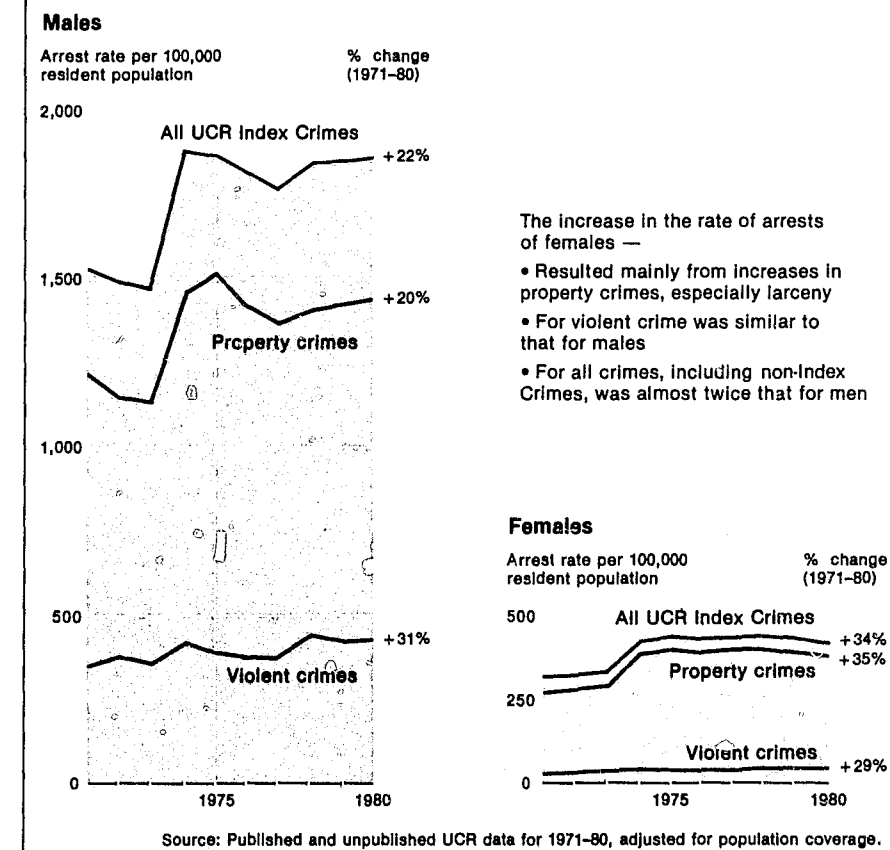 Males
Arrest rate per 100,000
resident population
% change
(1971–80)
2,000
All UCR Index Crimes
+22%
1,500
+20%
Property crimes
1,000
500
+31%
Violent crimes
0
1975
1980
The increase in the rate of arrests
of females —
• Resulted mainly from increases in
property crimes, especially larceny
• For violent crime was similar to
that for males
• For all crimes, including non-Index
Crimes, was almost twice that for men
Females
Arrest rate per 100,000
resident population
% change
(1971–80)
500
All UCR Index Crimes
+34%
+35%
Property crimes
250
Violent crimes
+29%
0
1975
1980
Source: Published and unpublished UCR data for 1971–80, adjusted for population coverage.